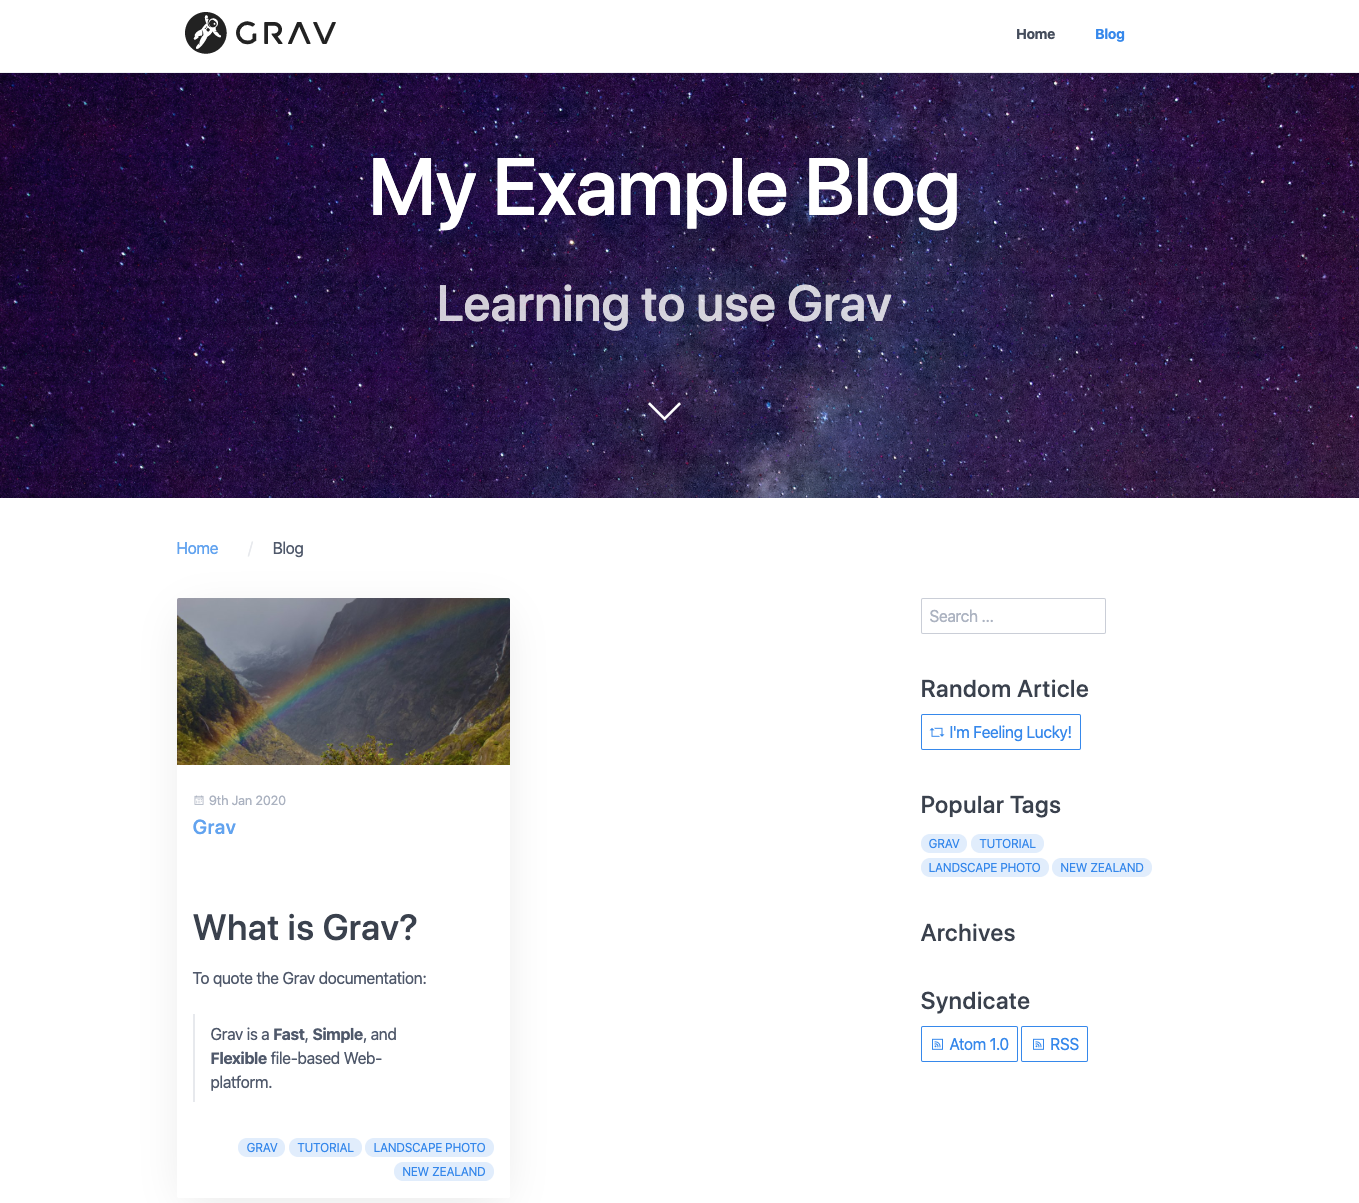 GRAV
Home
Blog
My Example Blog
Learning to use Grav
Home / Blog
9th Jan 2020
Grav
What is Grav?
To quote the Grav documentation:
Grav is a Fast, Simple, and
Flexible file-based Web-
platform.
GRAV TUTORIAL LANDSCAPE PHOTO
NEW ZEALAND
Search ...
Random Article
I'm Feeling Lucky!
Popular Tags
GRAV TUTORIAL
LANDSCAPE PHOTO NEW ZEALAND
Archives
Syndicate
Atom 1.0 RSS